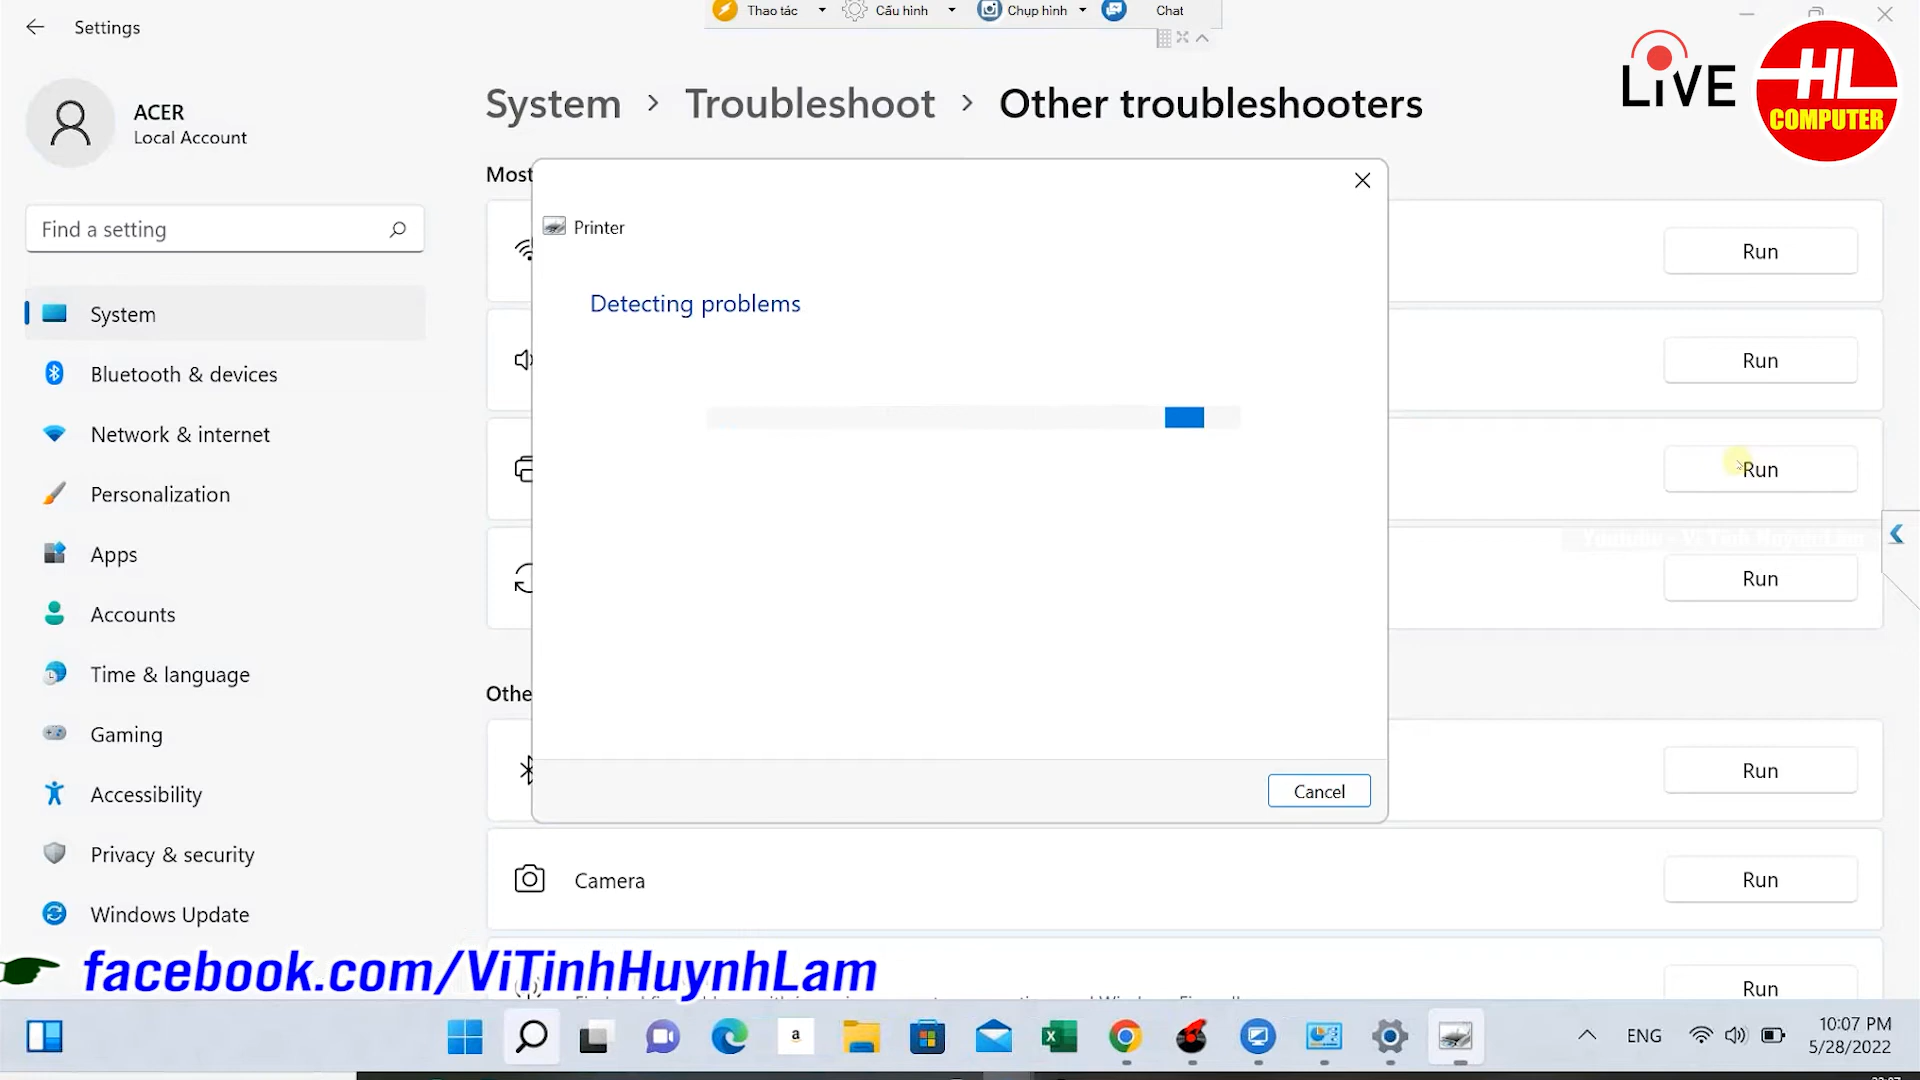 Thao tác
Cấu hình
Chụp hình
Chat
Settings
LiVE
HL
COMPUTER
ACER
Local Account
System > Troubleshoot > Other troubleshooters
Most
Find a setting
Printer
Detecting problems
Cancel
Run
Run
Run
Run
System
Bluetooth & devices
Network & internet
Personalization
Apps
Accounts
Time & language
Gaming
Accessibility
Privacy & security
Windows Update
Othe
Run
Camera
Run
Run
facebook.com/ViTinhHuynhLam
a
ENG
10:07 PM
5/28/2022